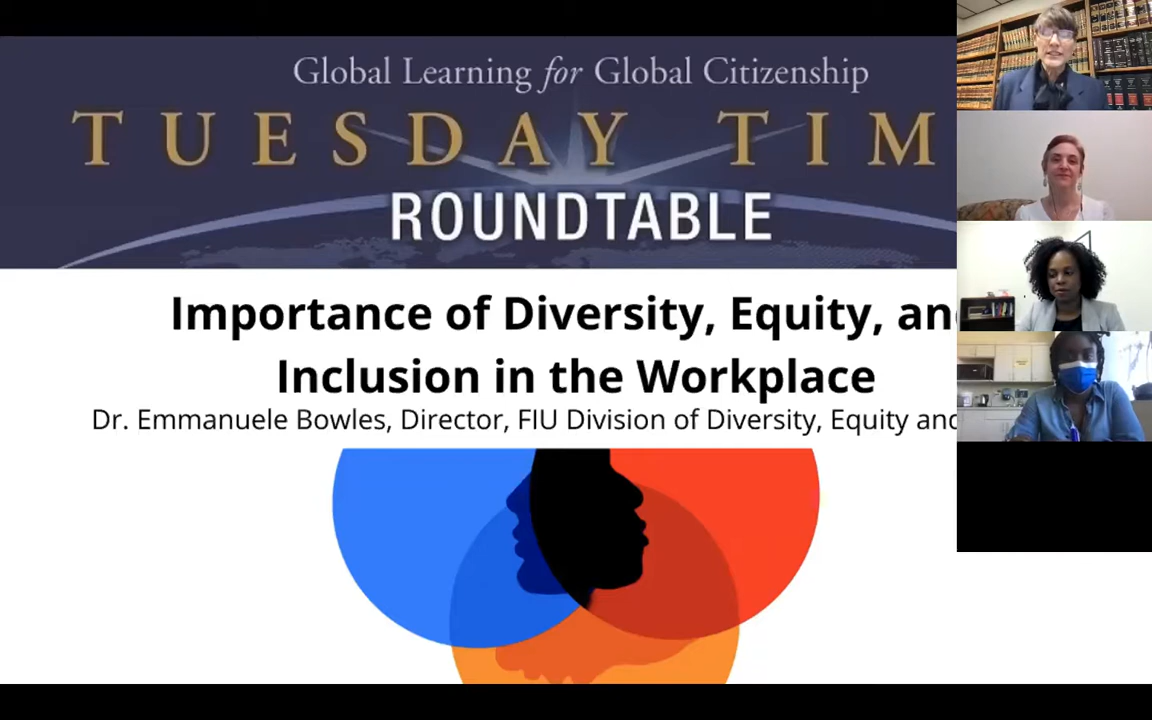 Global Learning for Global Citizenship
TUESDAY TIM
ROUNDTABLE
Importance of Diversity, Equity, an
Inclusion in the Workplace
Dr. Emmanuele Bowles, Director, FIU Division of Diversity, Equity and